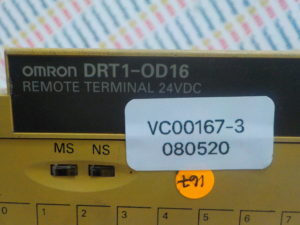 OMRON DRT1-OD16
REMOTE TERMINAL 24VDC
VC00167-3
080520
MS NS
167
0 1 2 3 4 5 6 7